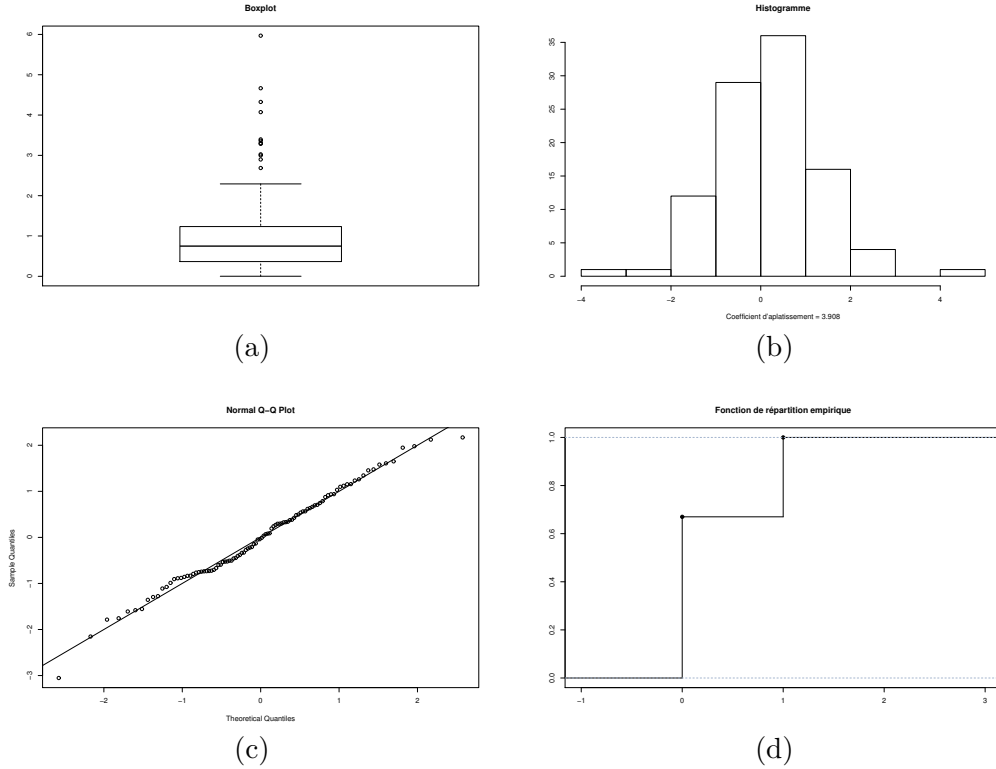 Boxplot
6
5
4
3
2
1
0
(a)
Histogramme
35
30
25
20
15
10
5
0
−4 −2 0 2 4
Coefficient d'aplatissement = 3.908
(b)
Normal Q−Q Plot
Sample Quantiles
2
1
0
−1
−2
−3
−2 −1 0 1 2
Theoretical Quantiles
(c)
Fonction de répartition empirique
1.0
0.8
0.6
0.4
0.2
0.0
−1 0 1 2 3
(d)